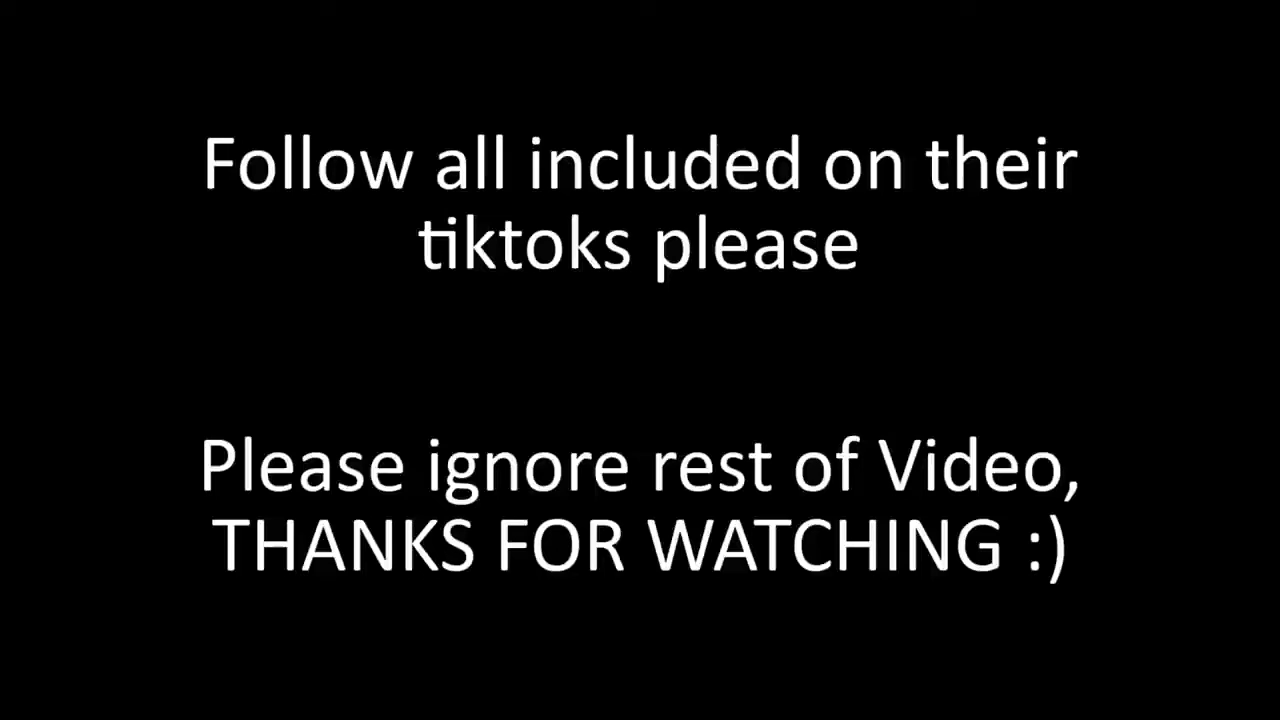 Follow all included on their
tiktoks please
Please ignore rest of Video,
THANKS FOR WATCHING :)